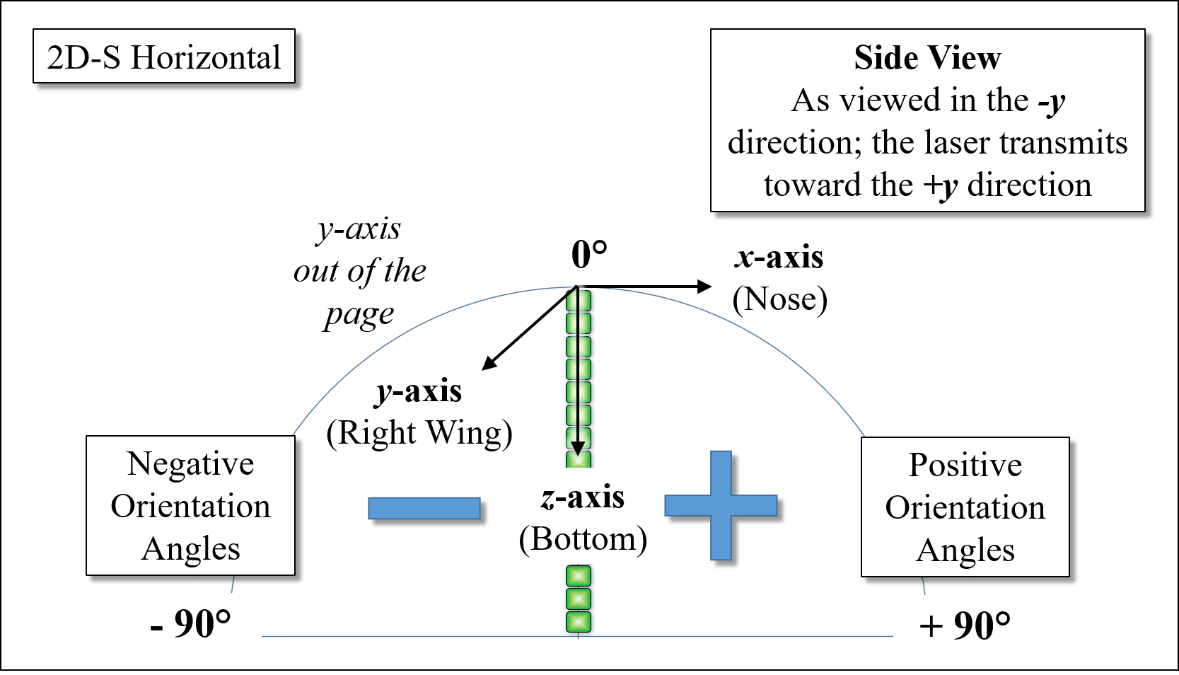 2D-S Horizontal
Side View
As viewed in the -y
direction; the laser transmits
toward the +y direction
y-axis
out of the
page
0°
x-axis
(Nose)
y-axis
(Right Wing)
Negative
Orientation
Angles
z-axis
(Bottom)
Positive
Orientation
Angles
- 90°
+ 90°